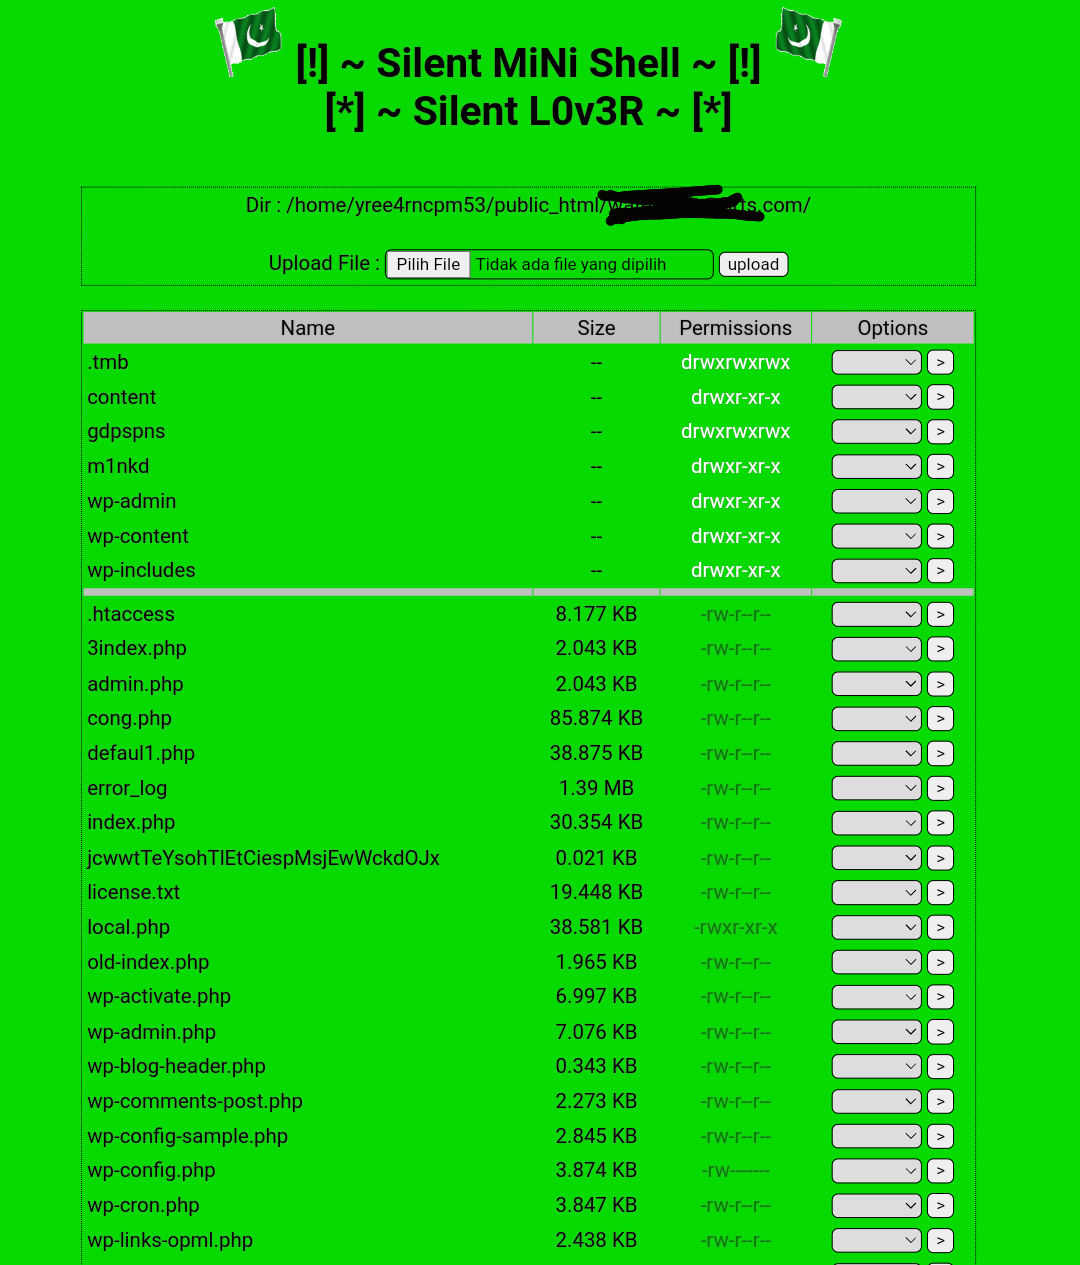 [!] ~ Silent MiNi Shell ~ [!]
[*] ~ Silent L0v3R ~ [*]
Dir : /home/yree4rncpm53/public_html/ ts.com/
Upload File : Pilih File Tidak ada file yang dipilih upload
Name Size Permissions Options
.tmb -- drwxrwxrwx >
content -- drwxr-xr-x >
gdpspns -- drwxrwxrwx >
m1nkd -- drwxr-xr-x >
wp-admin -- drwxr-xr-x >
wp-content -- drwxr-xr-x >
wp-includes -- drwxr-xr-x >
.htaccess 8.177 KB -rw-r--r-- >
3index.php 2.043 KB -rw-r--r-- >
admin.php 2.043 KB -rw-r--r-- >
cong.php 85.874 KB -rw-r--r-- >
defaul1.php 38.875 KB -rw-r--r-- >
error_log 1.39 MB -rw-r--r-- >
index.php 30.354 KB -rw-r--r-- >
jcwwtTeYsohTlEtCiespMsjEwWckdOJx 0.021 KB -rw-r--r-- >
license.txt 19.448 KB -rw-r--r-- >
local.php 38.581 KB -rwxr-xr-x >
old-index.php 1.965 KB -rw-r--r-- >
wp-activate.php 6.997 KB -rw-r--r-- >
wp-admin.php 7.076 KB -rw-r--r-- >
wp-blog-header.php 0.343 KB -rw-r--r-- >
wp-comments-post.php 2.273 KB -rw-r--r-- >
wp-config-sample.php 2.845 KB -rw-r--r-- >
wp-config.php 3.874 KB -rw------- >
wp-cron.php 3.847 KB -rw-r--r-- >
wp-links-opml.php 2.438 KB -rw-r--r-- >